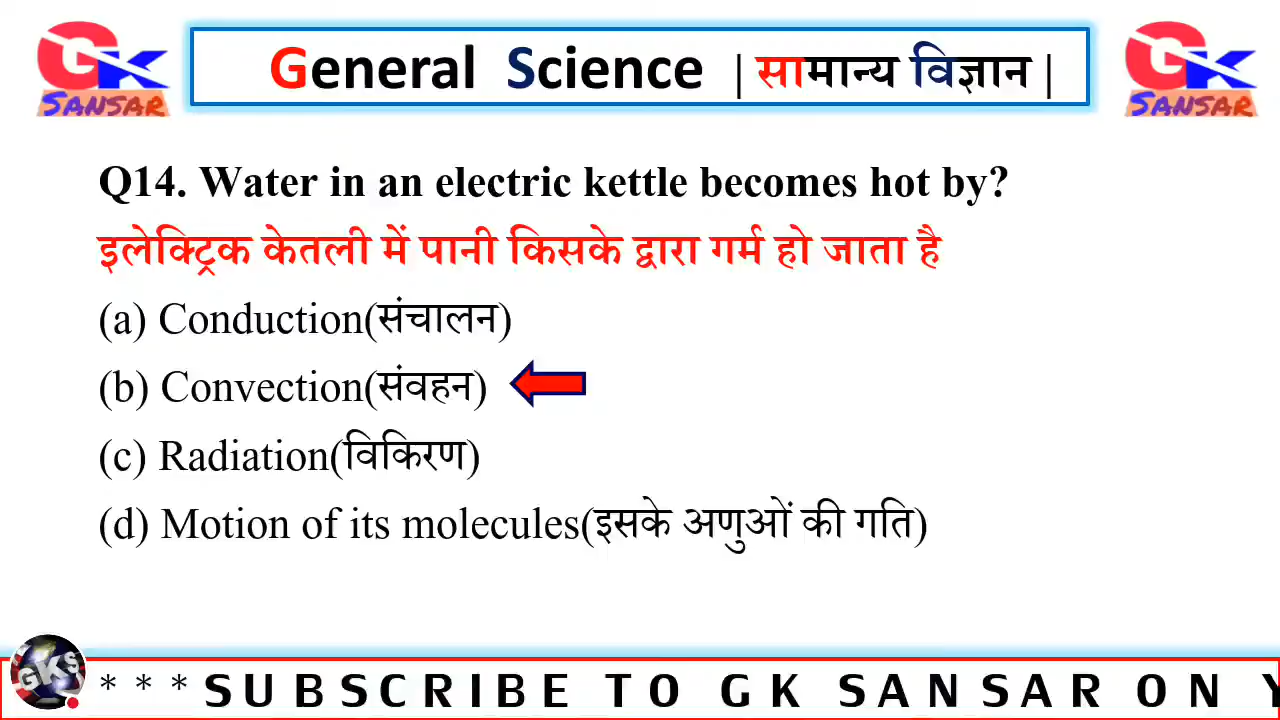 GK SANSAR
General Science | सामान्य विज्ञान |
GK SANSAR
Q14. Water in an electric kettle becomes hot by?
इलेक्ट्रिक केतली में पानी किसके द्वारा गर्म हो जाता है
(a) Conduction(संचालन)
(b) Convection(संवहन)
(c) Radiation(विकिरण)
(d) Motion of its molecules(इसके अणुओं की गति)
GKS
* * * SUBSCRIBE TO GK SANSAR ON Y